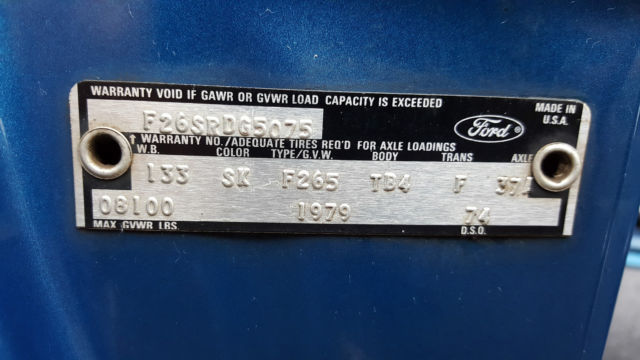 WARRANTY VOID IF GAWR OR GVWR LOAD CAPACITY IS EXCEEDED
MADE IN U.S.A.
F26SRDG5075
Ford
↑ WARRANTY NO./ADEQUATE TIRES REQ'D FOR AXLE LOADINGS
W.B. COLOR TYPE/G.V.W. BODY TRANS AXLE
133 SK F265 TB4 F
08100 1979 74
MAX GVWR LBS. D.S.O.